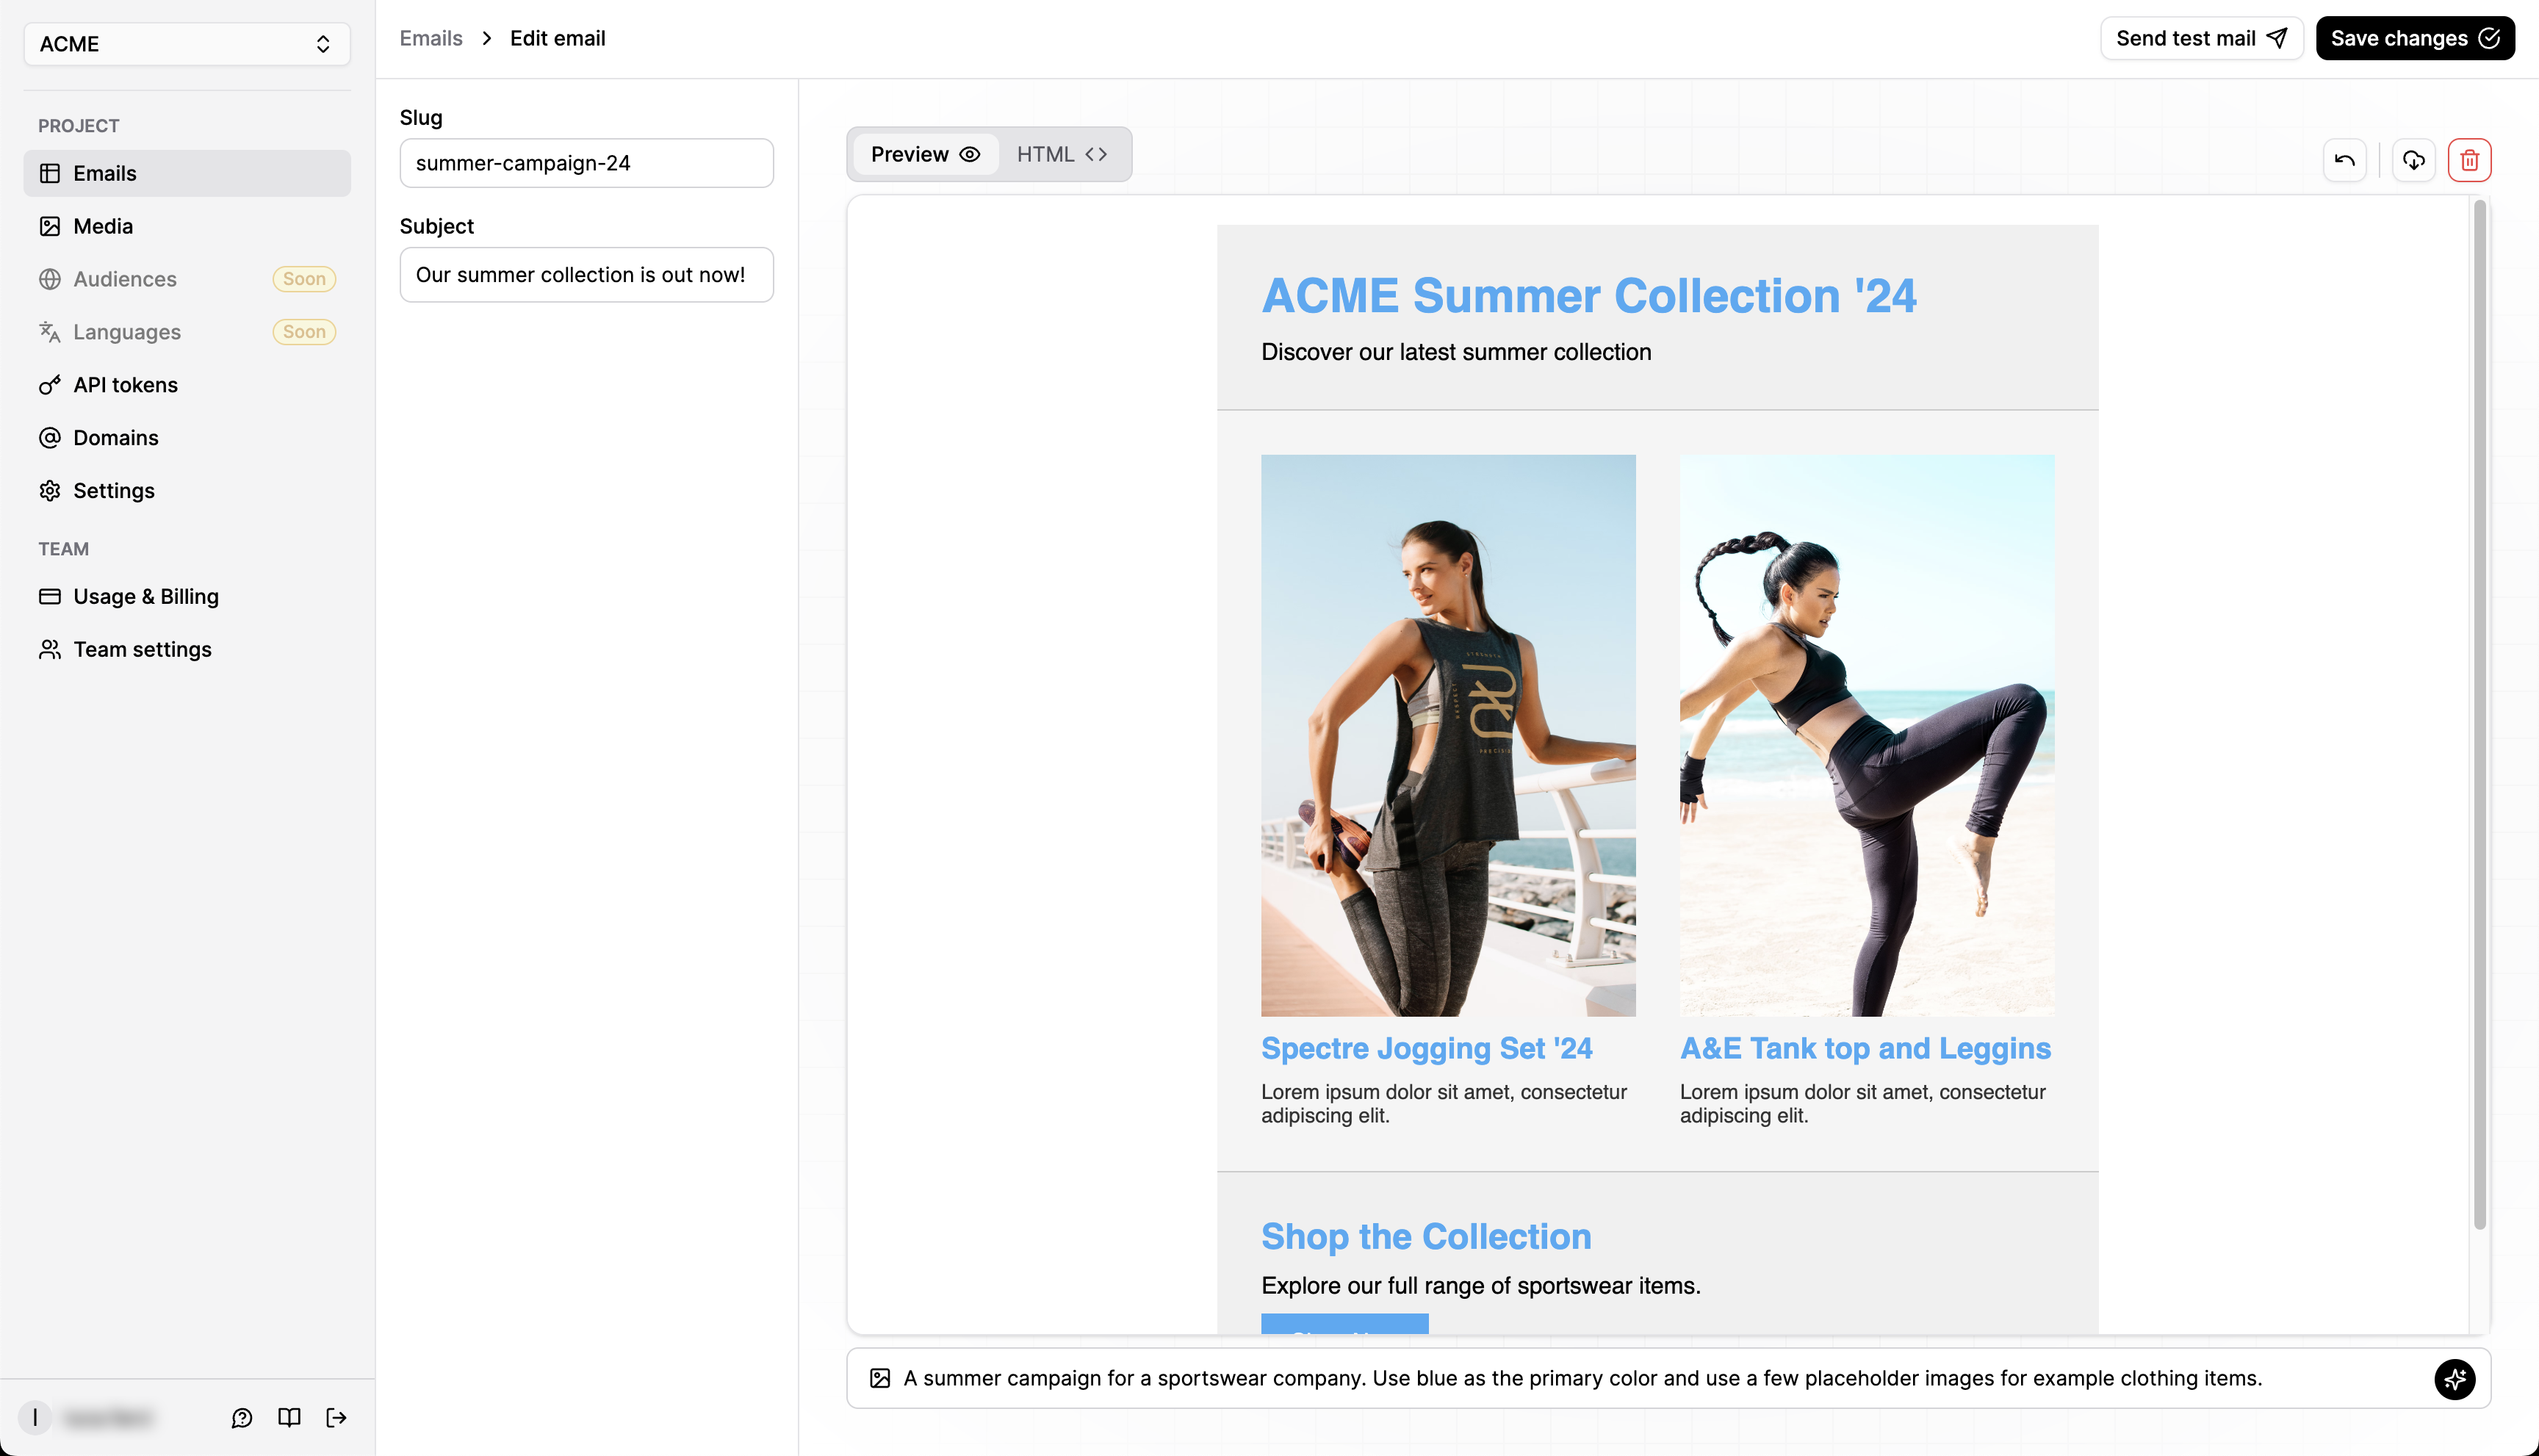 ACME
PROJECT
Emails
Media
Audiences Soon
Languages Soon
API tokens
Domains
Settings
TEAM
Usage & Billing
Team settings
I
Emails > Edit email
Send test mail
Save changes
Slug
summer-campaign-24
Subject
Our summer collection is out now!
Preview
HTML <>
ACME Summer Collection '24
Discover our latest summer collection
STRENGTH
RESPECT
PRECISI
Spectre Jogging Set '24
Lorem ipsum dolor sit amet, consectetur
adipiscing elit.
A&E Tank top and Leggins
Lorem ipsum dolor sit amet, consectetur
adipiscing elit.
Shop the Collection
Explore our full range of sportswear items.
A summer campaign for a sportswear company. Use blue as the primary color and use a few placeholder images for example clothing items.